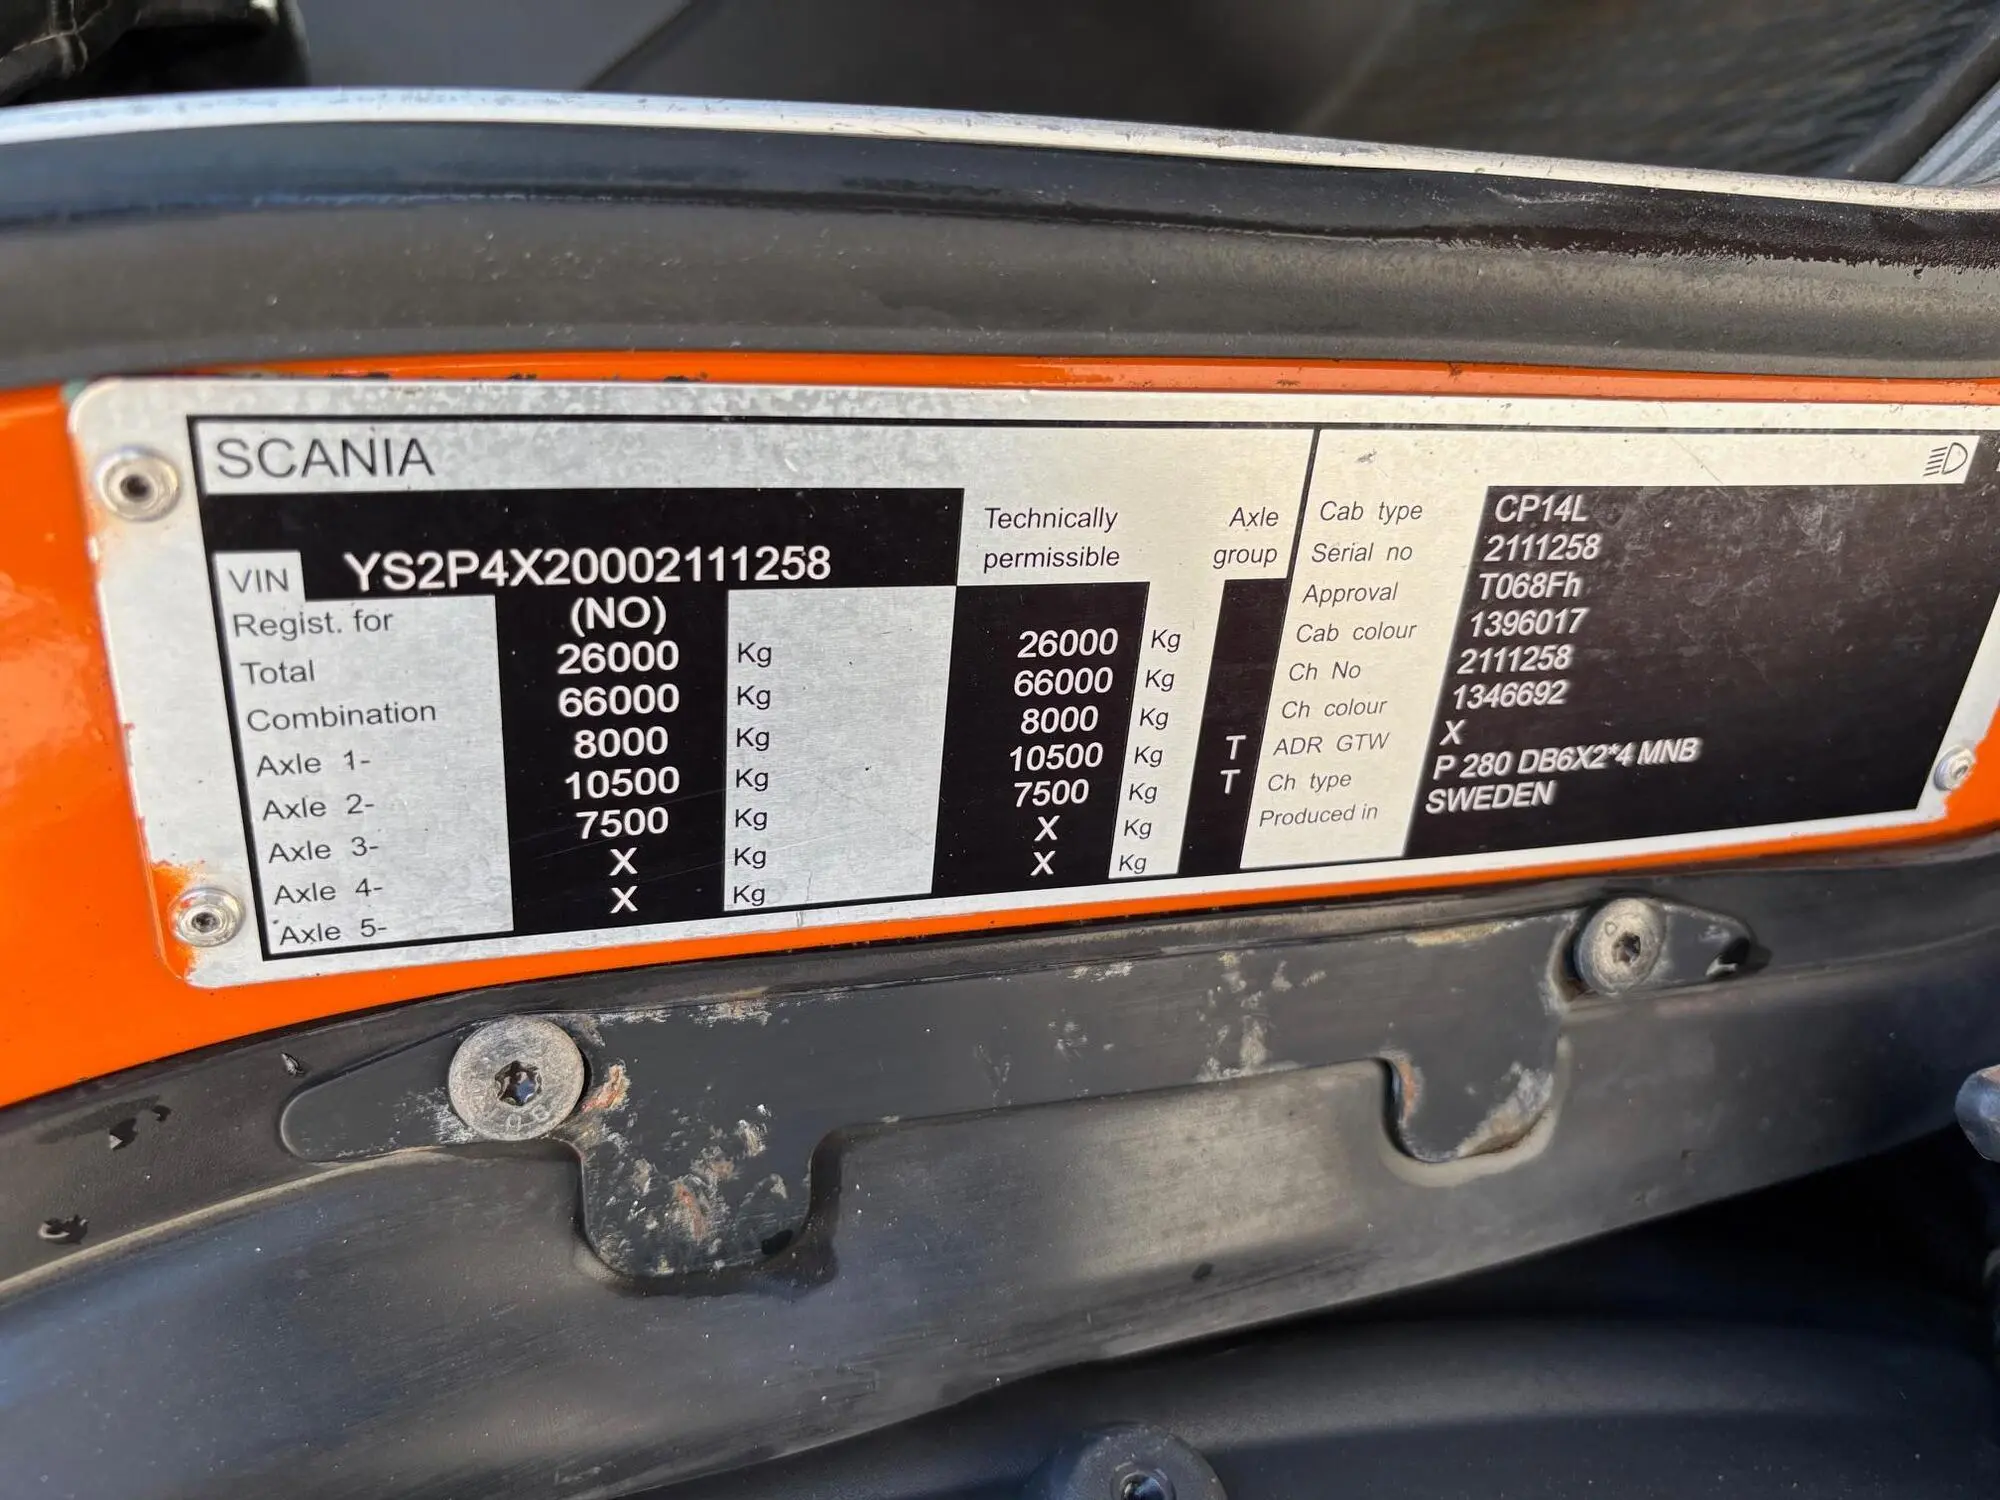 SCANIA
VIN YS2P4X20002111258
Regist. for (NO)
Technically permissible
Axle group
Total 26000 Kg 26000 Kg
Combination 66000 Kg 66000 Kg
Axle 1- 8000 Kg 8000 Kg
Axle 2- 10500 Kg 10500 Kg T
Axle 3- 7500 Kg 7500 Kg T
Axle 4- X Kg X Kg
Axle 5- X Kg X Kg
Cab type CP14L
Serial no 2111258
Approval T068Fh
Cab colour 1396017
Ch No 2111258
Ch colour 1346692
ADR GTW X
Ch type P 280 DB6X2*4 MNB
Produced in SWEDEN